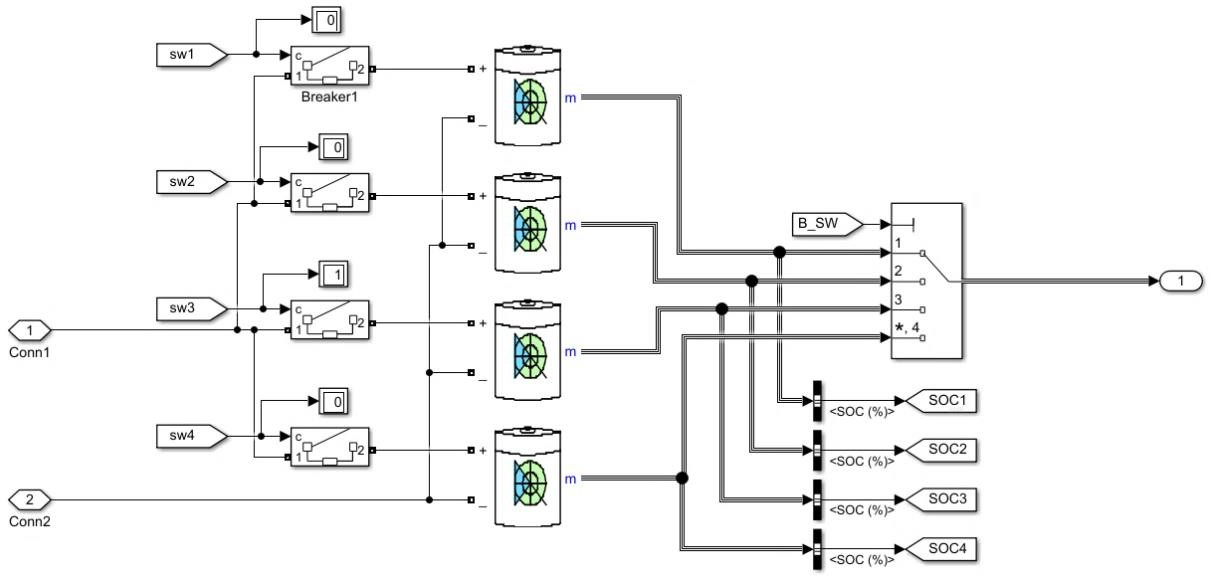 0
sw1
c
1
2
Breaker1
+
_
m
0
sw2
c
1
2
+
_
m
B_SW
1
2
3
*, 4
1
1
sw3
c
1
2
+
_
m
1
Conn1
0
sw4
c
1
2
+
_
m
2
Conn2
<SOC (%)>
SOC1
<SOC (%)>
SOC2
<SOC (%)>
SOC3
<SOC (%)>
SOC4